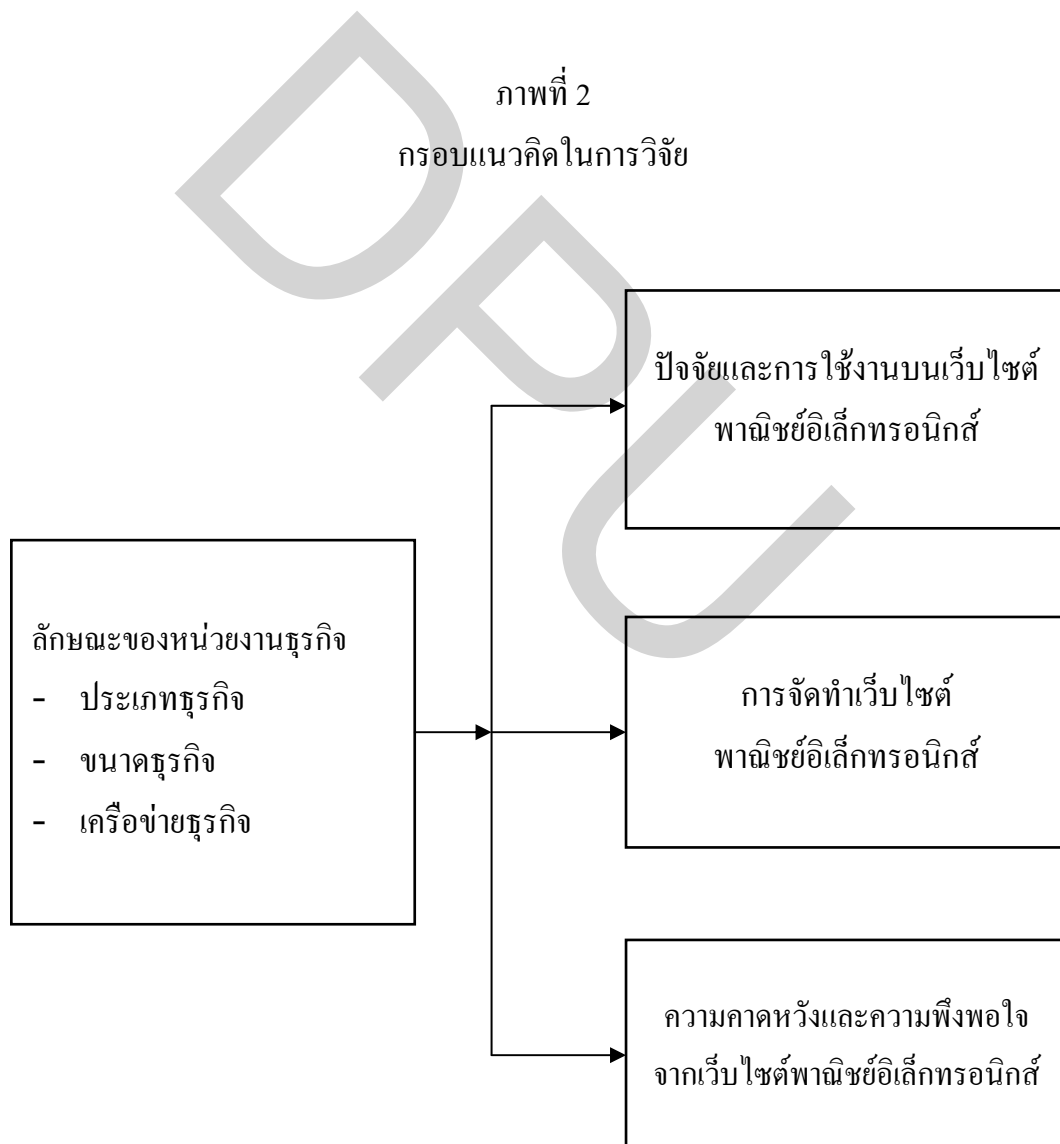 ภาพที่ 2
กรอบแนวคิดในการวิจัย
DPU
ปัจจัยและการใช้งานบนเว็บไซต์
พาณิชย์อิเล็กทรอนิกส์
ลักษณะของหน่วยงานธุรกิจ
- ประเภทธุรกิจ
- ขนาดธุรกิจ
- เครือข่ายธุรกิจ
การจัดทำเว็บไซต์
พาณิชย์อิเล็กทรอนิกส์
ความคาดหวังและความพึงพอใจ
จากเว็บไซต์พาณิชย์อิเล็กทรอนิกส์